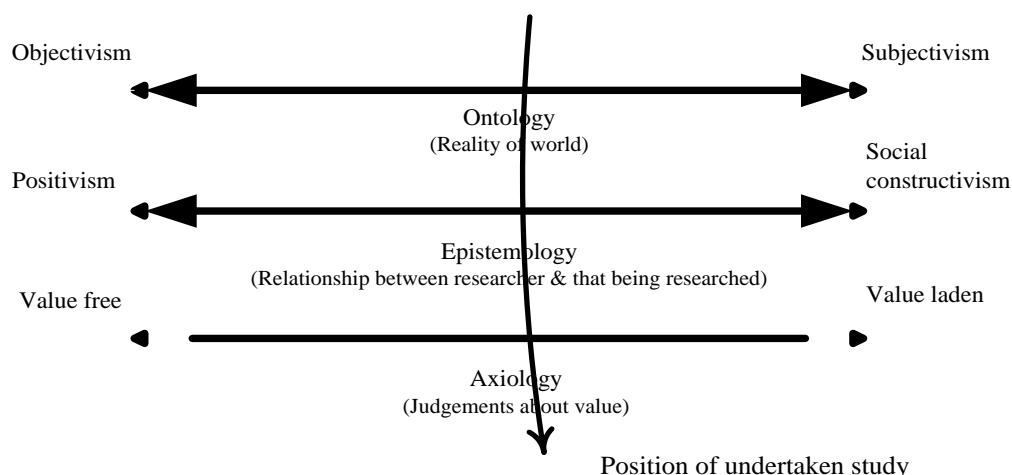 Objectivism
Subjectivism
Ontology
(Reality of world)
Positivism
Social
constructivism
Epistemology
(Relationship between researcher & that being researched)
Value free
Value laden
Axiology
(Judgements about value)
Position of undertaken study